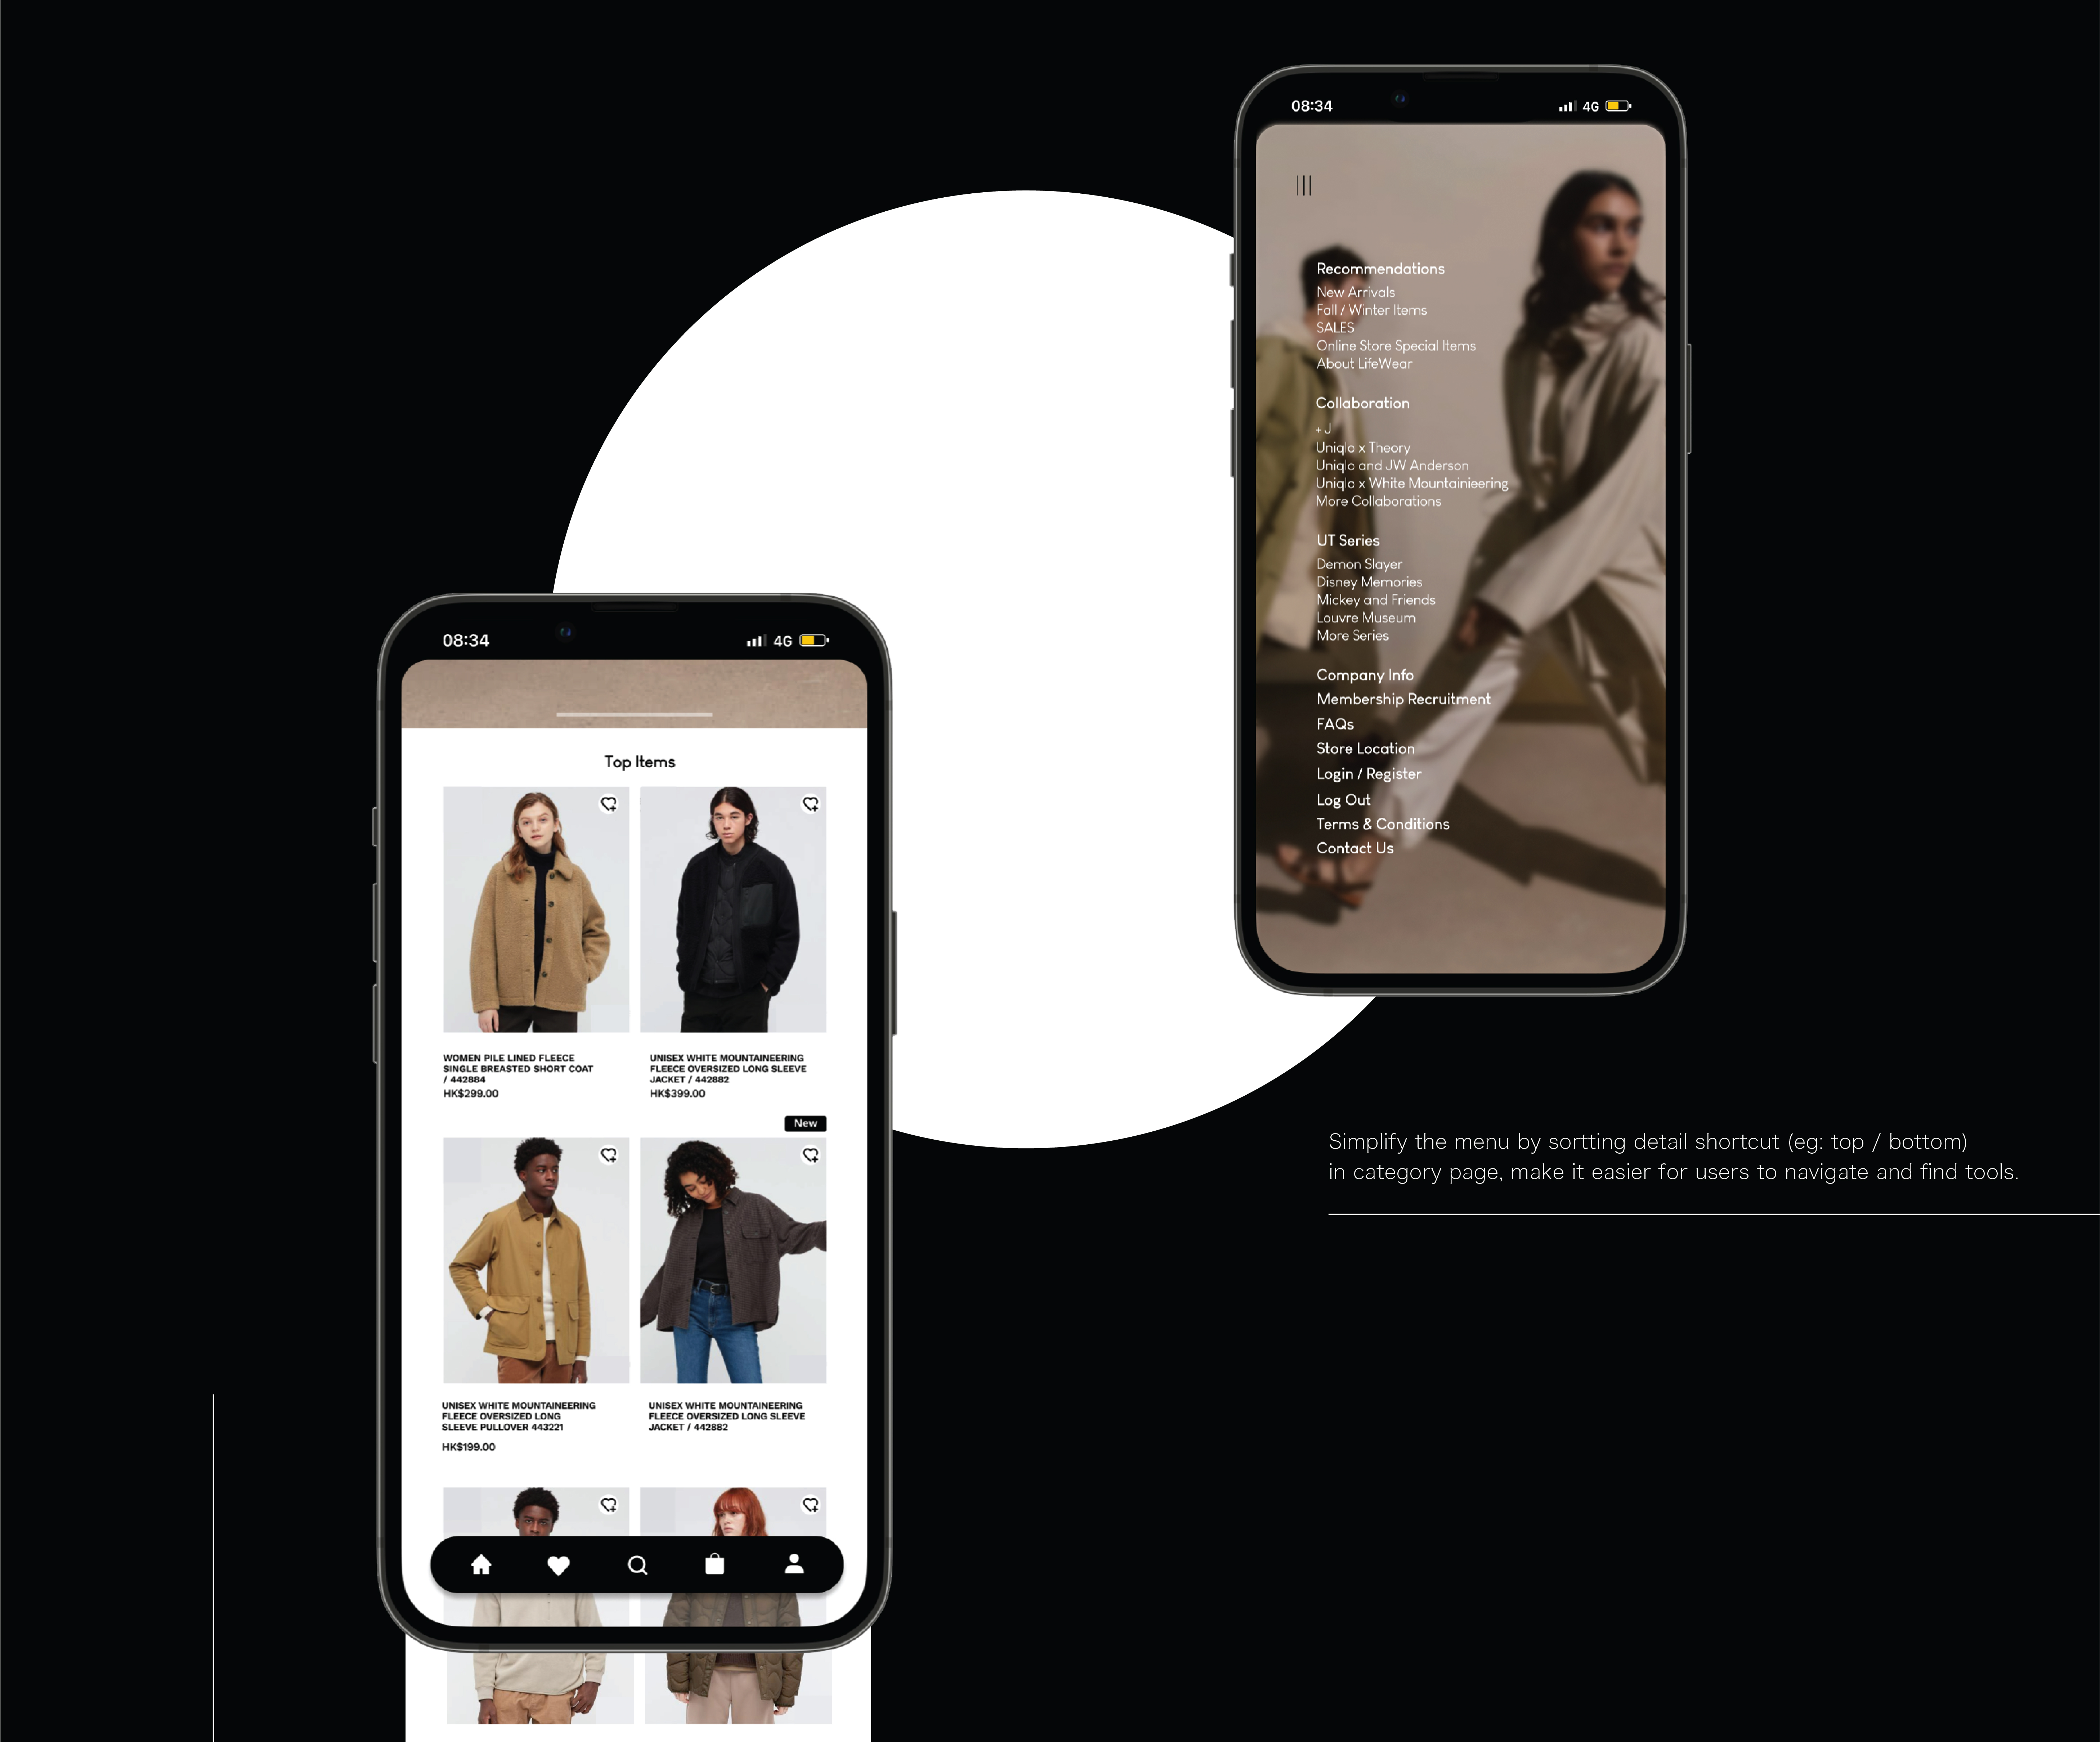 08:34
4G
Recommendations
New Arrivals
Fall / Winter Items
SALES
Online Store Special Items
About LifeWear
Collaboration
+ J
Uniqlo x Theory
Uniqlo and JW Anderson
Uniqlo x White Mountainieering
More Collaborations
UT Series
Demon Slayer
Disney Memories
Mickey and Friends
Louvre Museum
More Series
Company Info
Membership Recruitment
FAQs
Store Location
Login / Register
Log Out
Terms & Conditions
Contact Us
08:34
4G
Top Items
WOMEN PILE LINED FLEECE
SINGLE BREASTED SHORT COAT
/ 442884
HK$299.00
UNISEX WHITE MOUNTAINEERING
FLEECE OVERSIZED LONG SLEEVE
JACKET / 442882
HK$399.00
New
UNISEX WHITE MOUNTAINEERING
FLEECE OVERSIZED LONG
SLEEVE PULLOVER 443221
HK$199.00
UNISEX WHITE MOUNTAINEERING
FLEECE OVERSIZED LONG SLEEVE
JACKET / 442882
Simplify the menu by sortting detail shortcut (eg: top / bottom)
in category page, make it easier for users to navigate and find tools.